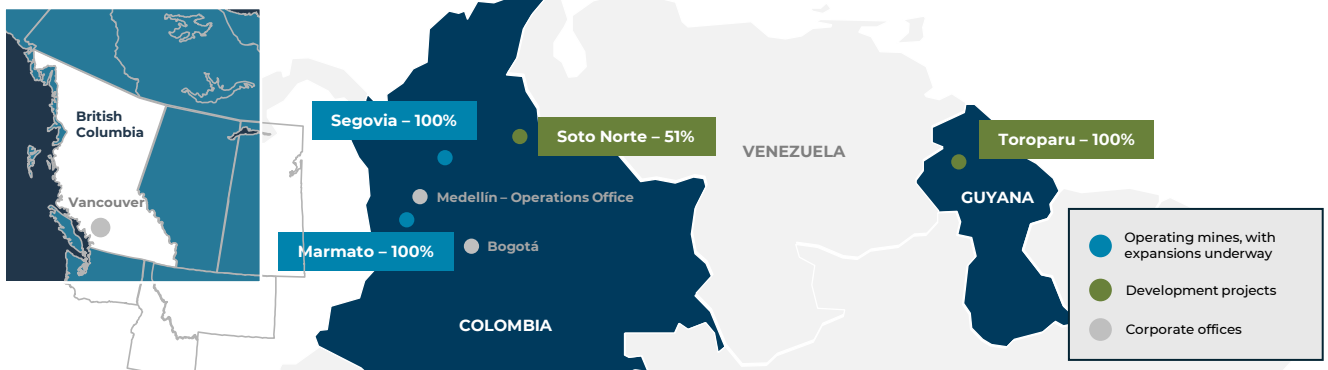 British
Columbia
Vancouver
Segovia – 100%
Soto Norte – 51%
Medellín – Operations Office
Marmato – 100%
Bogotá
COLOMBIA
VENEZUELA
Toroparu – 100%
GUYANA
Operating mines, with
expansions underway
Development projects
Corporate offices